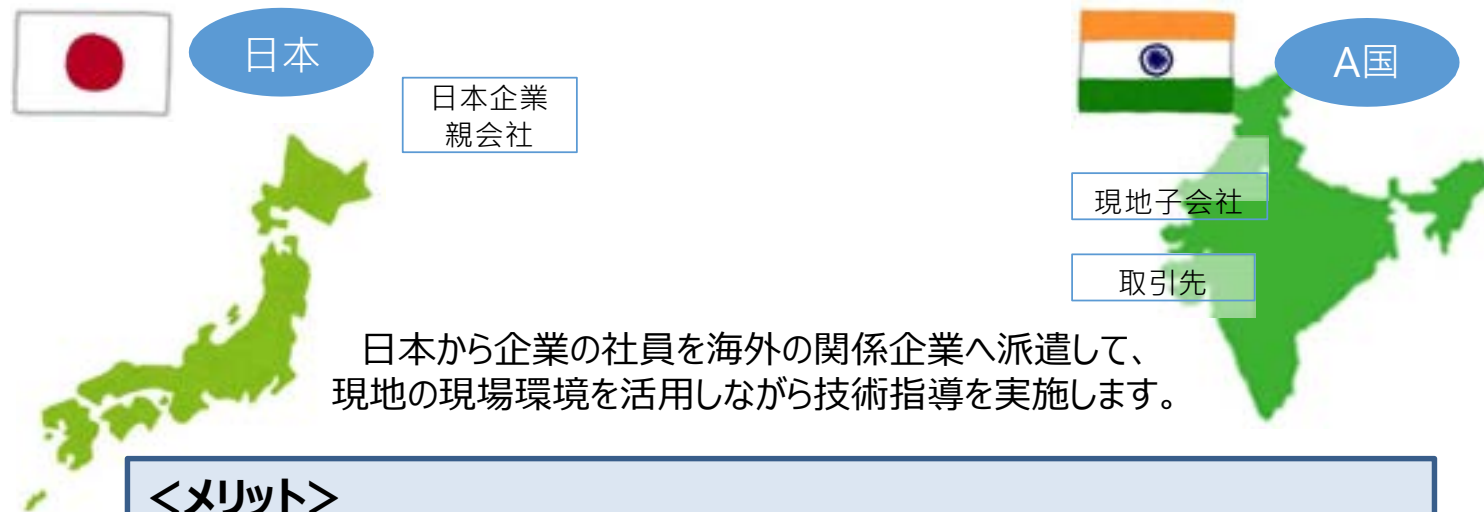 日本
A国
日本企業
親会社
現地子会社
取引先
日本から企業の社員を海外の関係企業へ派遣して、
現地の現場環境を活用しながら技術指導を実施します。
＜メリット＞